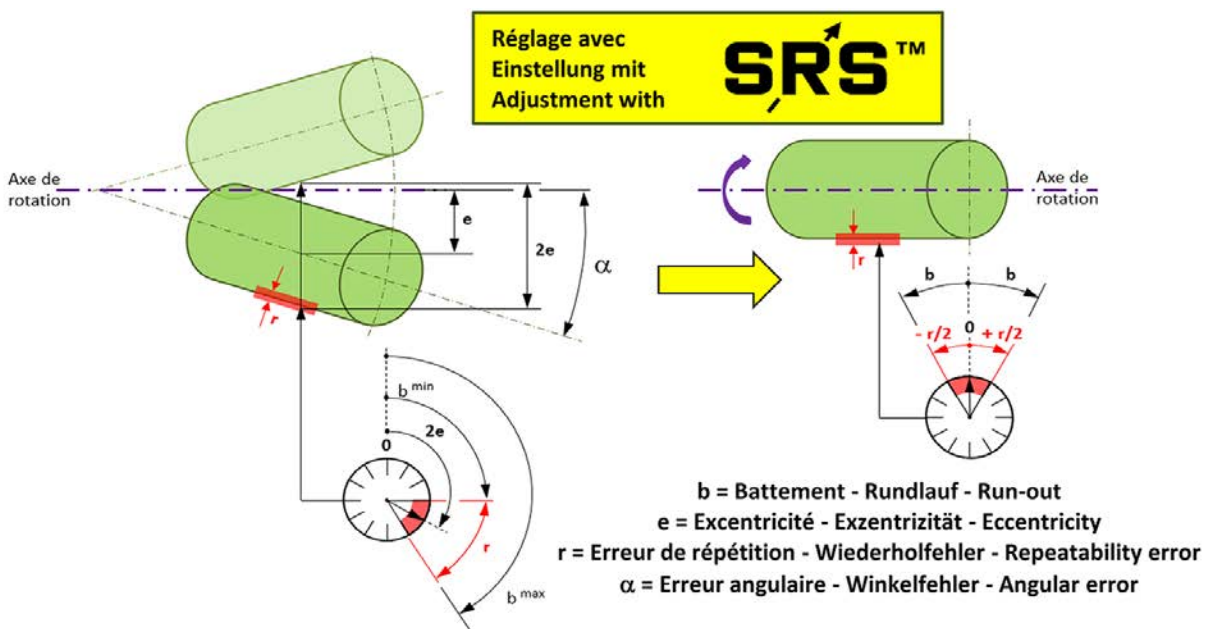 Réglage avec
Einstellung mit
Adjustment with
SRS™
Axe de
rotation
e
2e
α
r
b min
2e
0
r
b max
Axe de
rotation
r
b
b
0
- r/2
+ r/2
b = Battement - Rundlauf - Run-out
e = Excentricité - Exzentrizität - Eccentricity
r = Erreur de répétition - Wiederholfehler - Repeatability error
α = Erreur angulaire - Winkelfehler - Angular error